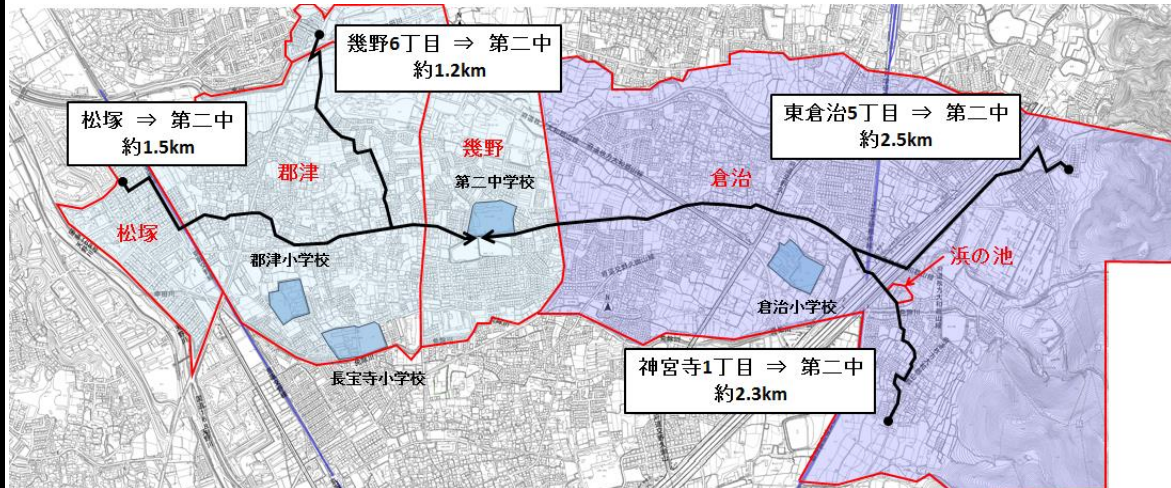 幾野6丁目 ⇒ 第二中
約1.2km
松塚 ⇒ 第二中
約1.5km
東倉治5丁目 ⇒ 第二中
約2.5km
郡津
幾野
第二中学校
倉治
松塚
郡津小学校
浜の池
倉治小学校
長宝寺小学校
神宮寺1丁目 ⇒ 第二中
約2.3km